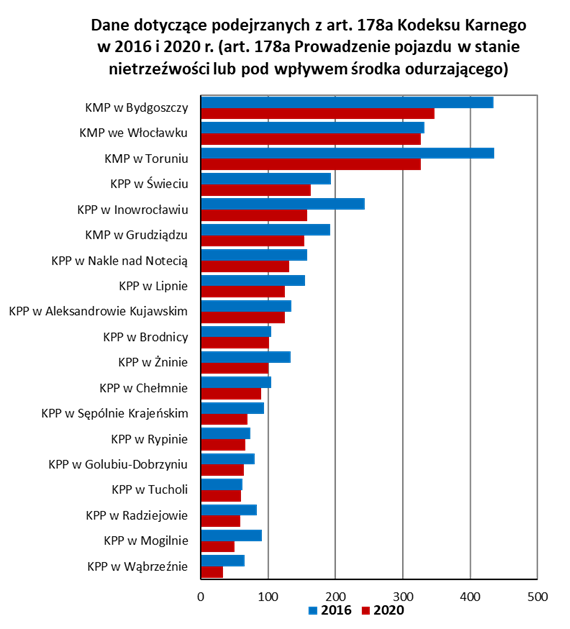 Dane dotyczące podejrzanych z art. 178a Kodeksu Karnego
w 2016 i 2020 r. (art. 178a Prowadzenie pojazdu w stanie
nietrzeźwości lub pod wpływem środka odurzającego)
KMP w Bydgoszczy
KMP we Włocławku
KMP w Toruniu
KPP w Świeciu
KPP w Inowrocławiu
KMP w Grudziądzu
KPP w Nakle nad Notecią
KPP w Lipnie
KPP w Aleksandrowie Kujawskim
KPP w Brodnicy
KPP w Żninie
KPP w Chełmnie
KPP w Sępólnie Krajeńskim
KPP w Rypinie
KPP w Golubiu-Dobrzyniu
KPP w Tucholi
KPP w Radziejowie
KPP w Mogilnie
KPP w Wąbrzeźnie
0 100 200 300 400 500
2016 2020